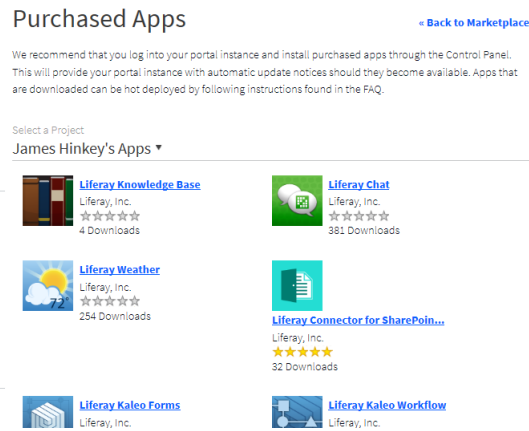 Purchased Apps
« Back to Marketplace
We recommend that you log into your portal instance and install purchased apps through the Control Panel.
This will provide your portal instance with automatic update notices should they become available. Apps that
are downloaded can be hot deployed by following instructions found in the FAQ.
Select a Project
James Hinkey's Apps
Liferay Knowledge Base
Liferay, Inc.
4 Downloads
Liferay Chat
Liferay, Inc.
381 Downloads
Liferay Weather
Liferay, Inc.
72°
254 Downloads
Liferay Connector for SharePoin...
Liferay, Inc.
32 Downloads
Liferay Kaleo Forms
Liferay, Inc.
Liferay Kaleo Workflow
Liferay, Inc.